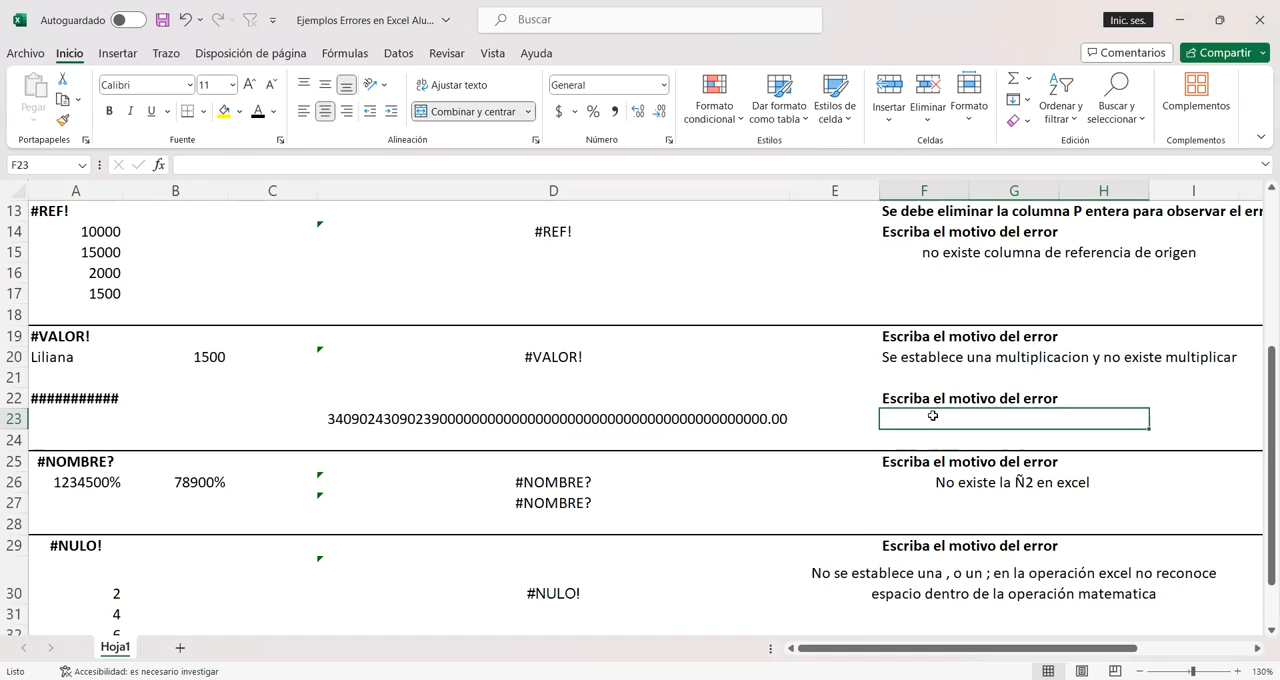 Autoguardado Ejemplos Errores en Excel Alu... Buscar Inic. ses.
Archivo Inicio Insertar Trazo Disposición de página Fórmulas Datos Revisar Vista Ayuda Comentarios Compartir
Pegar Calibri 11 A A Ajustar texto General Formato condicional Dar formato como tabla Estilos de celda Insertar Eliminar Formato Ordenar y filtrar Buscar y seleccionar Complementos
N K S A Combinar y centrar $ % 
Portapapeles Fuente Alineación Número Estilos Celdas Edición Complementos
F23 fx
A B C D E F G H I
13 #REF! Se debe eliminar la columna P entera para observar el err
14 10000 #REF! Escriba el motivo del error
15 15000 no existe columna de referencia de origen
16 2000
17 1500
18
19 #VALOR! Escriba el motivo del error
20 Liliana 1500 #VALOR! Se establece una multiplicacion y no existe multiplicar
21
22 ########### Escriba el motivo del error
23
24
25 #NOMBRE? Escriba el motivo del error
26 1234500% 78900% #NOMBRE? No existe la Ñ2 en excel
27 #NOMBRE?
28
29 #NULO! Escriba el motivo del error
No se establece una , o un ; en la operación excel no reconoce
30 2 #NULO! espacio dentro de la operación matematica
31 4
32 6
Hoja1
Listo Accesibilidad: es necesario investigar 130%